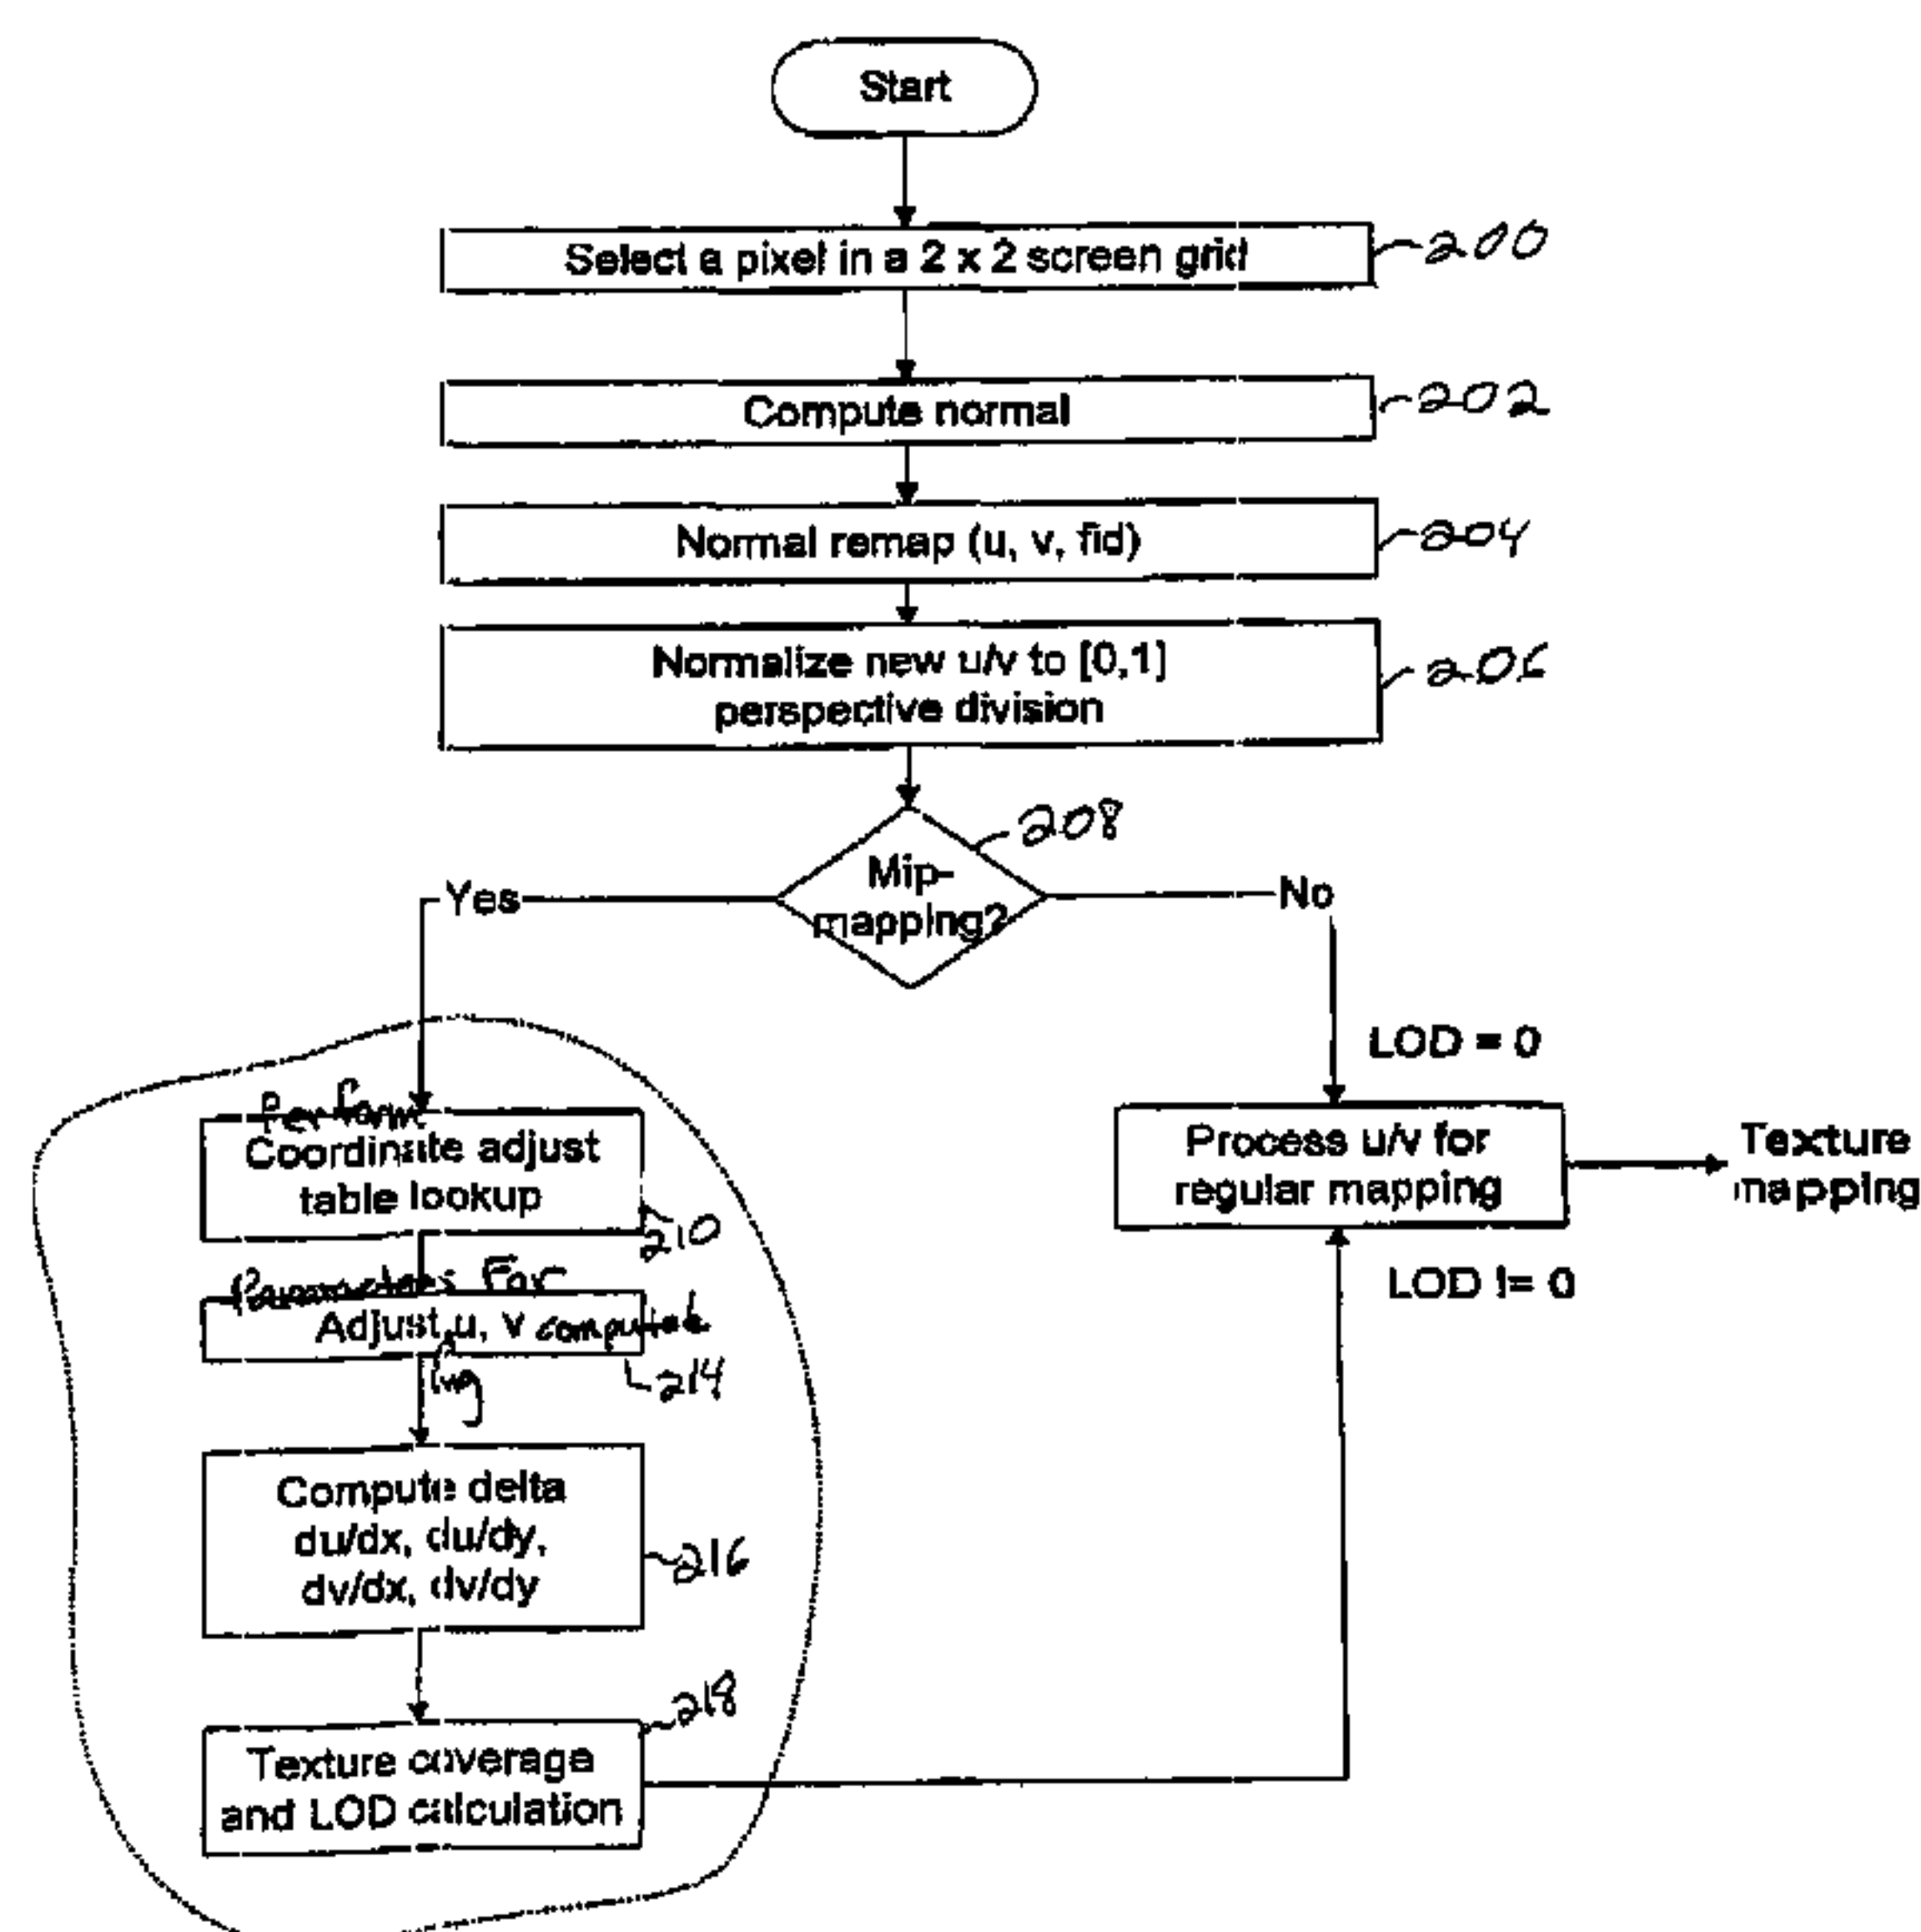 Start
Select a pixel in a 2 x 2 screen grid
200
Compute normal
202
Normal remap (u, v, fid)
204
Normalize new u/v to [0,1]
perspective division
206
208
Mip-
mapping?
Yes
No
LOD = 0
Perform
Coordinate adjust
table lookup
210
Process u/v for
regular mapping
Texture
mapping
LOD != 0
Parameters For
Adjust u, v
214
Compute delta
du/dx, du/dy,
dv/dx, dv/dy
216
218
Texture coverage
and LOD calculation